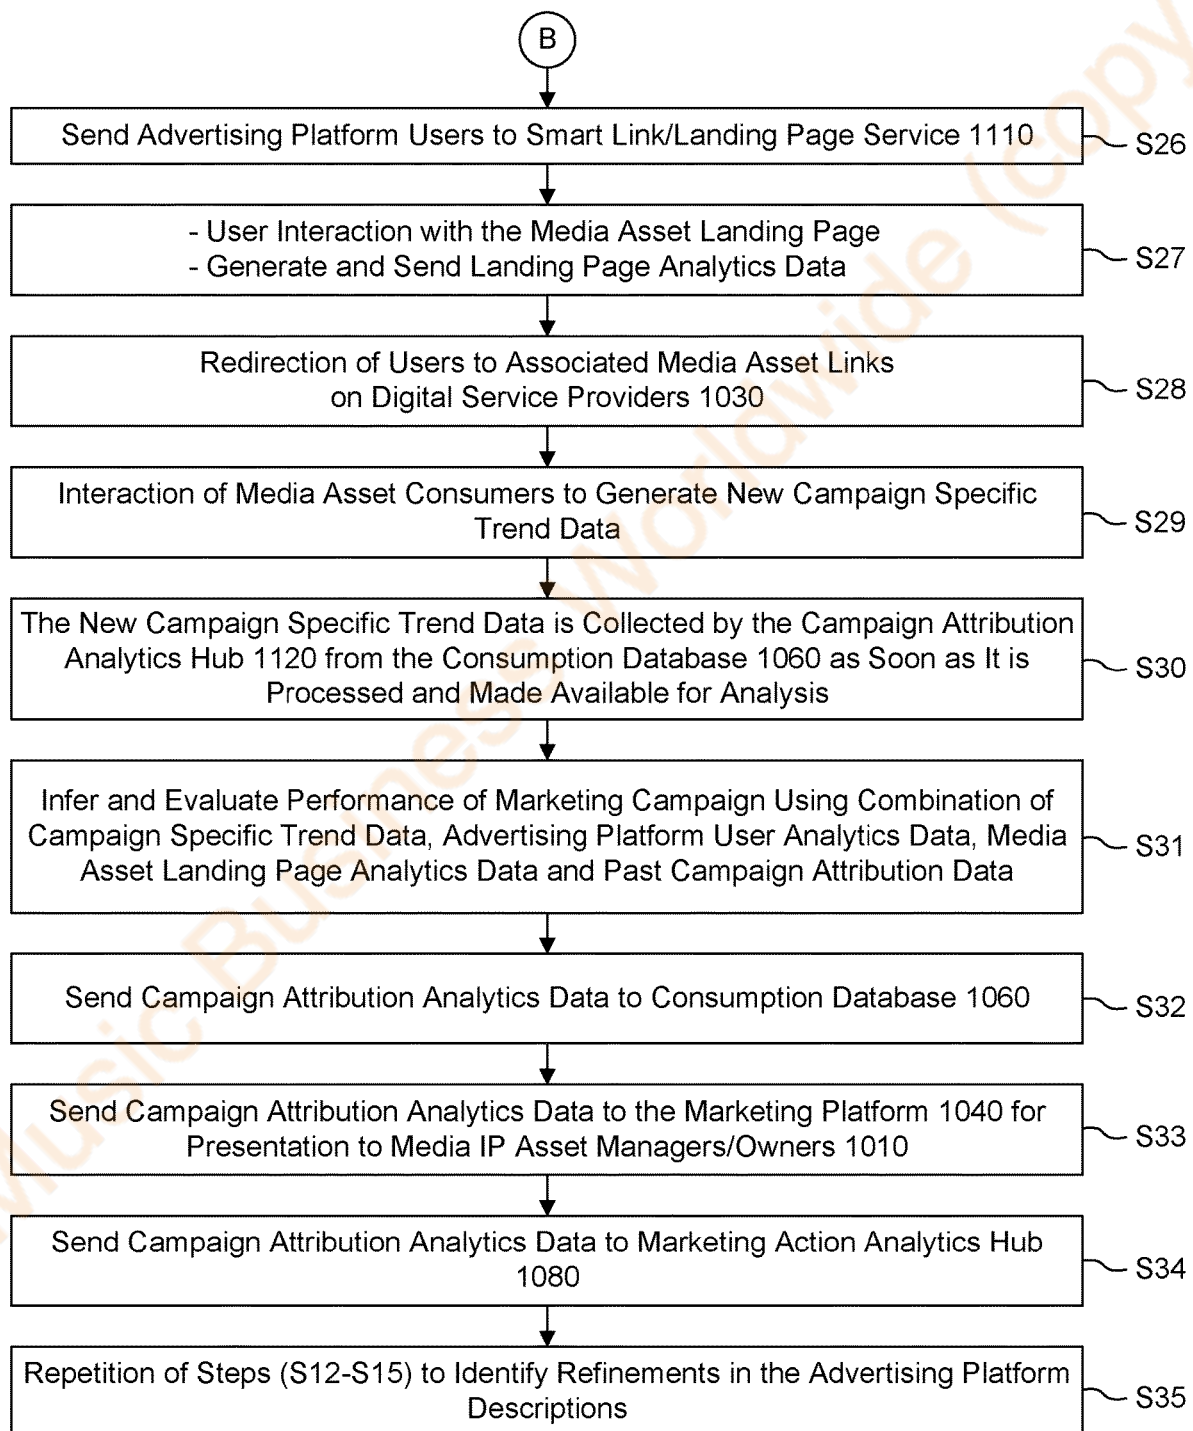 B
Send Advertising Platform Users to Smart Link/Landing Page Service 1110
S26
- User Interaction with the Media Asset Landing Page
- Generate and Send Landing Page Analytics Data
S27
Redirection of Users to Associated Media Asset Links
on Digital Service Providers 1030
S28
Interaction of Media Asset Consumers to Generate New Campaign Specific
Trend Data
S29
The New Campaign Specific Trend Data is Collected by the Campaign Attribution
Analytics Hub 1120 from the Consumption Database 1060 as Soon as It is
Processed and Made Available for Analysis
S30
Infer and Evaluate Performance of Marketing Campaign Using Combination of
Campaign Specific Trend Data, Advertising Platform User Analytics Data, Media
Asset Landing Page Analytics Data and Past Campaign Attribution Data
S31
Send Campaign Attribution Analytics Data to Consumption Database 1060
S32
Send Campaign Attribution Analytics Data to the Marketing Platform 1040 for
Presentation to Media IP Asset Managers/Owners 1010
S33
Send Campaign Attribution Analytics Data to Marketing Action Analytics Hub
1080
S34
Repetition of Steps (S12-S15) to Identify Refinements in the Advertising Platform
Descriptions
S35
Music Business Worldwide (copy